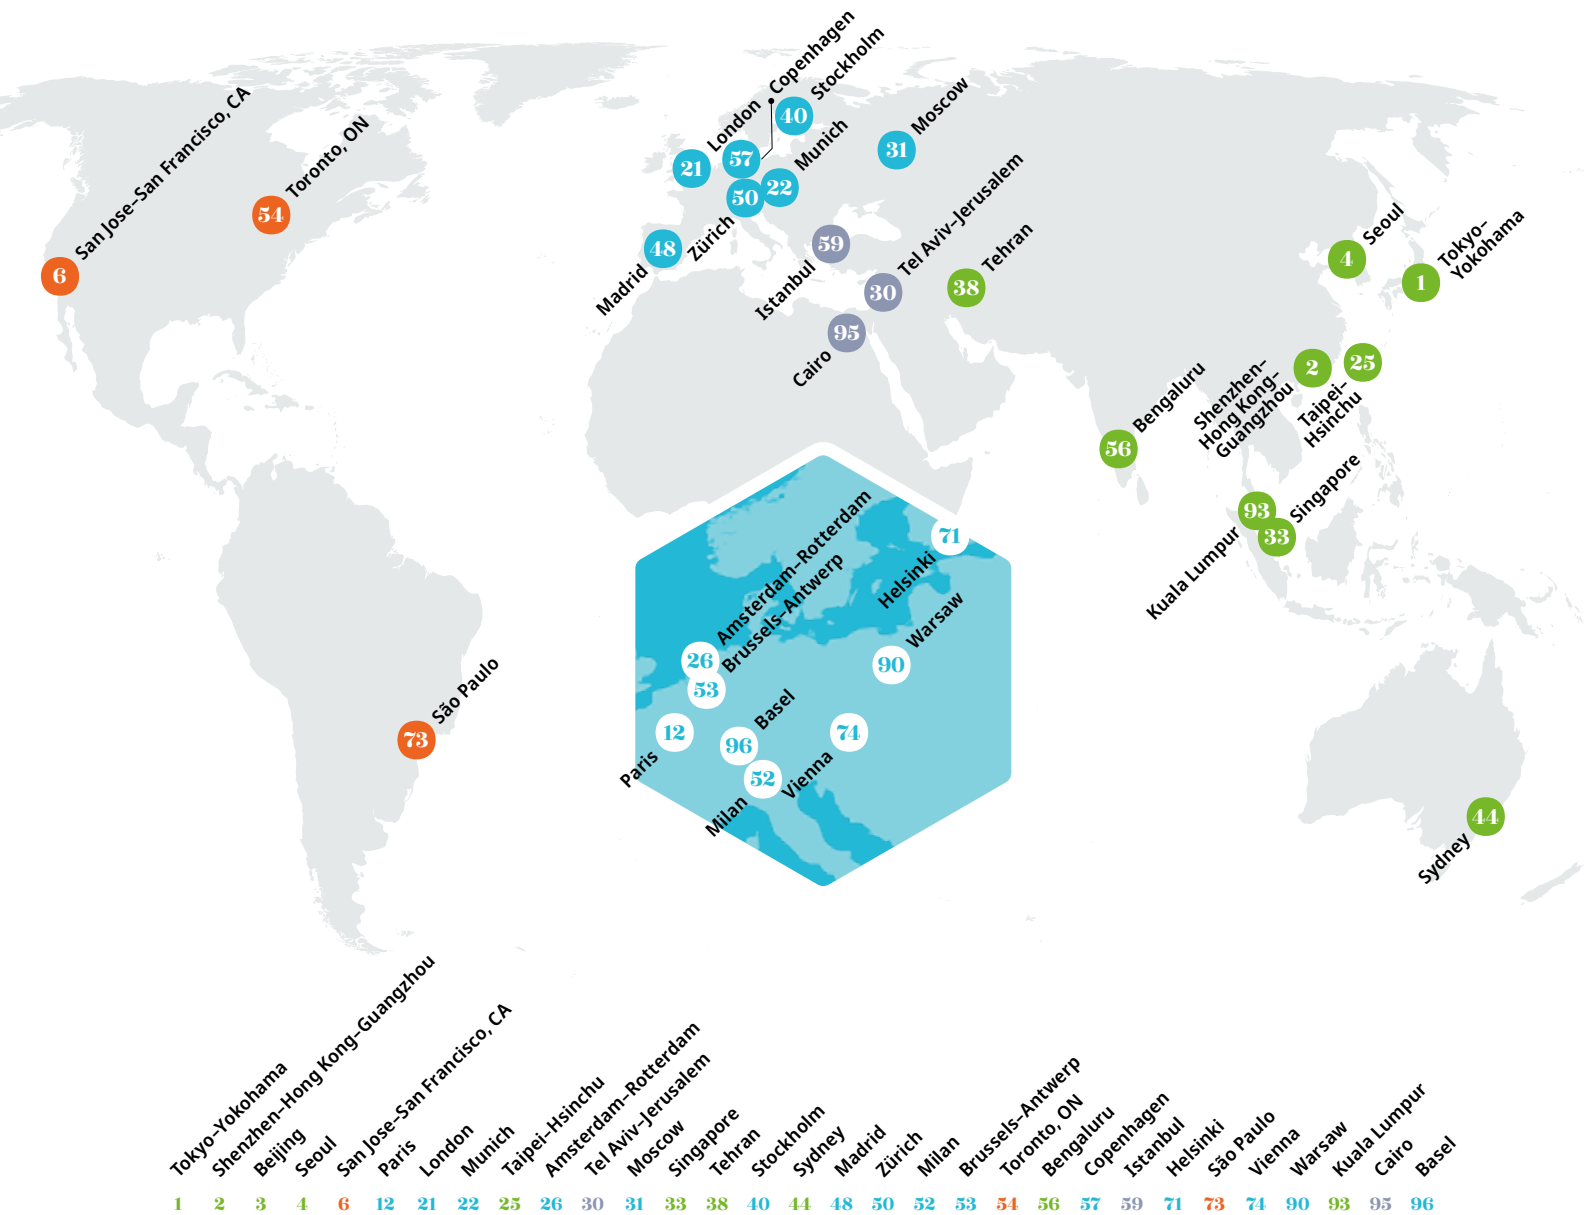 Copenhagen
Stockholm
40
London
57
21
Munich
22
50
Zürich
Moscow
31
San Jose–San Francisco, CA
6
Toronto, ON
54
48
Madrid
59
Istanbul
Tel Aviv–Jerusalem
30
Tehran
38
95
Cairo
Seoul
4
Tokyo–
Yokohama
1
Shenzhen–
Hong Kong–
Guangzhou
2
25
Taipei–
Hsinchu
Bengaluru
56
93
Kuala Lumpur
Singapore
33
71
Helsinki
Amsterdam–Rotterdam
26
Brussels–Antwerp
53
Warsaw
90
12
Paris
Basel
96
74
Vienna
52
Milan
São Paulo
73
44
Sydney
Tokyo–Yokohama
Shenzhen–Hong Kong–Guangzhou
Beijing
Seoul
San Jose–San Francisco, CA
Paris
London
Munich
Taipei–Hsinchu
Amsterdam–Rotterdam
Tel Aviv–Jerusalem
Moscow
Singapore
Tehran
Stockholm
Sydney
Madrid
Zürich
Milan
Brussels–Antwerp
Toronto, ON
Bengaluru
Copenhagen
Istanbul
Helsinki
São Paulo
Vienna
Warsaw
Kuala Lumpur
Cairo
Basel
1 2 3 4 6 12 21 22 25 26 30 31 33 38 40 44 48 50 52 53 54 56 57 59 71 73 74 90 93 95 96